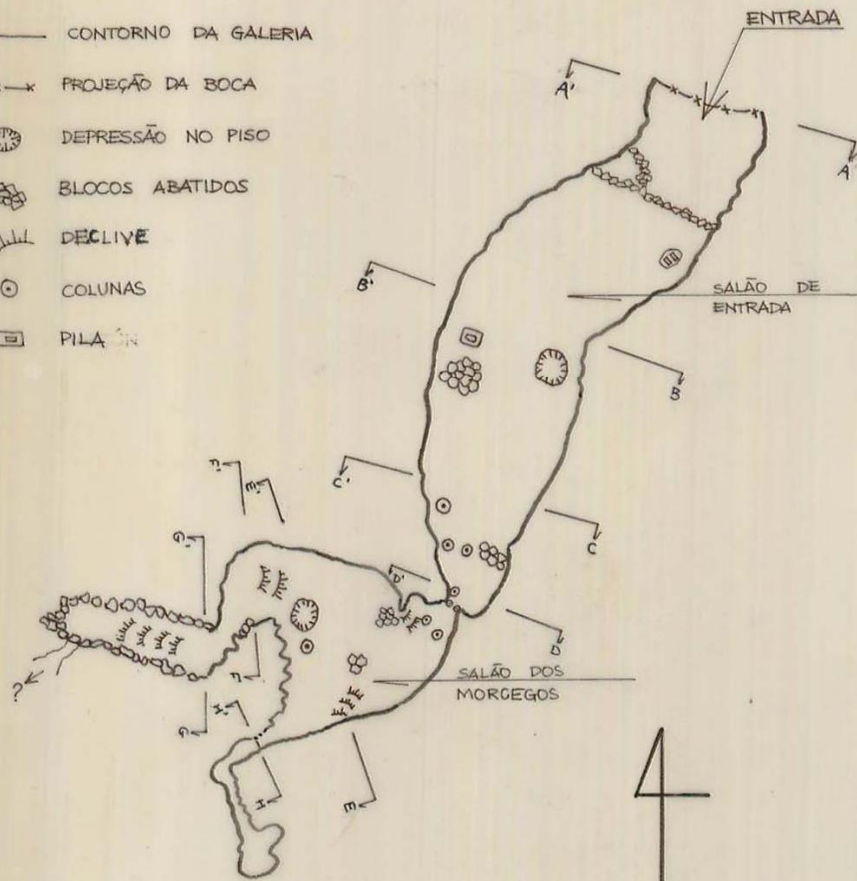 CONTORNO DA GALERIA
PROJEÇÃO DA BOCA
DEPRESSÃO NO PISO
BLOCOS ABATIDOS
DECLIVE
COLUNAS
PILA
ENTRADA
A'
A
B'
SALÃO DE
ENTRADA
B
C'
C
F'
E'
G'
D'
D
F
SALÃO DOS
MORCEGOS
?
H'
G
H
E